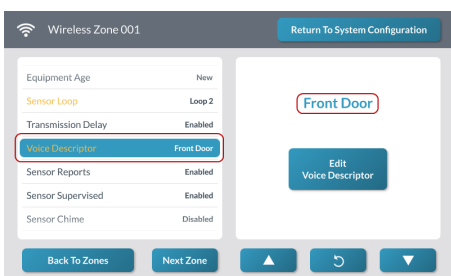 Wireless Zone 001
Return To System Configuration
Equipment Age New
Sensor Loop Loop 2
Transmission Delay Enabled
Voice Descriptor Front Door
Sensor Reports Enabled
Sensor Supervised Enabled
Sensor Chime Disabled
Front Door
Edit
Voice Descriptor
Back To Zones
Next Zone